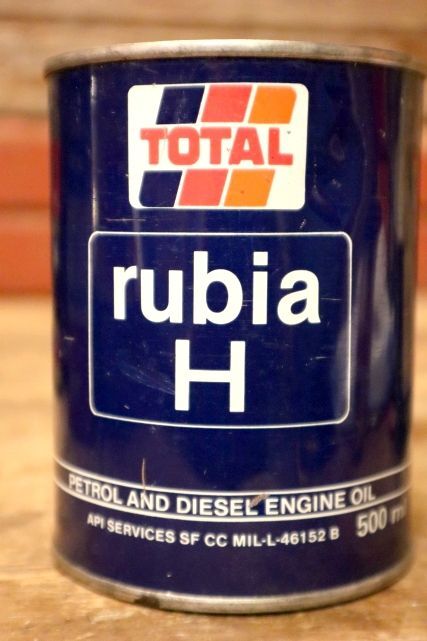 TOTAL
rubia
H
PETROL AND DIESEL ENGINE OIL
API SERVICES SF CC MIL-L-46152 B
500 m